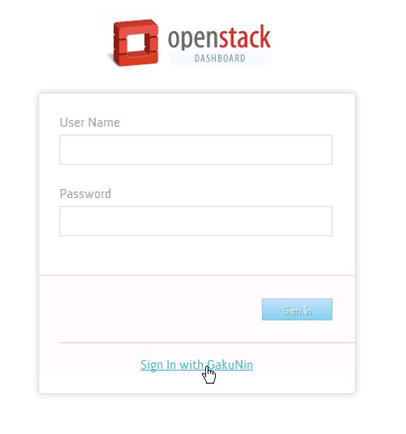 openstack
DASHBOARD
User Name
Password
Sign In
Sign In with GakuNin